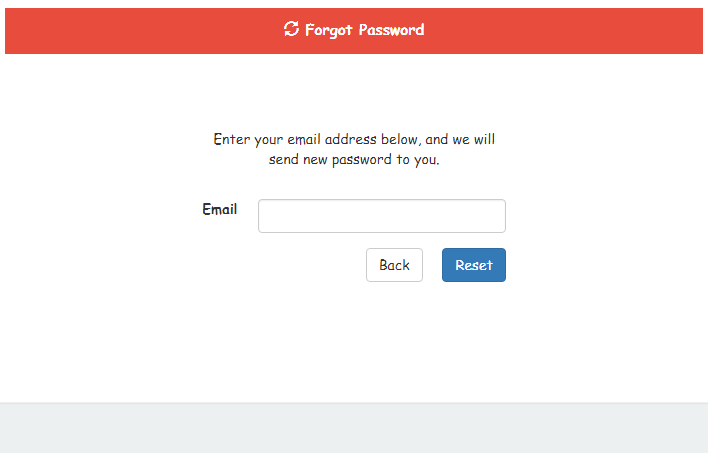 Forgot Password
Enter your email address below, and we will
send new password to you.
Email
Back
Reset